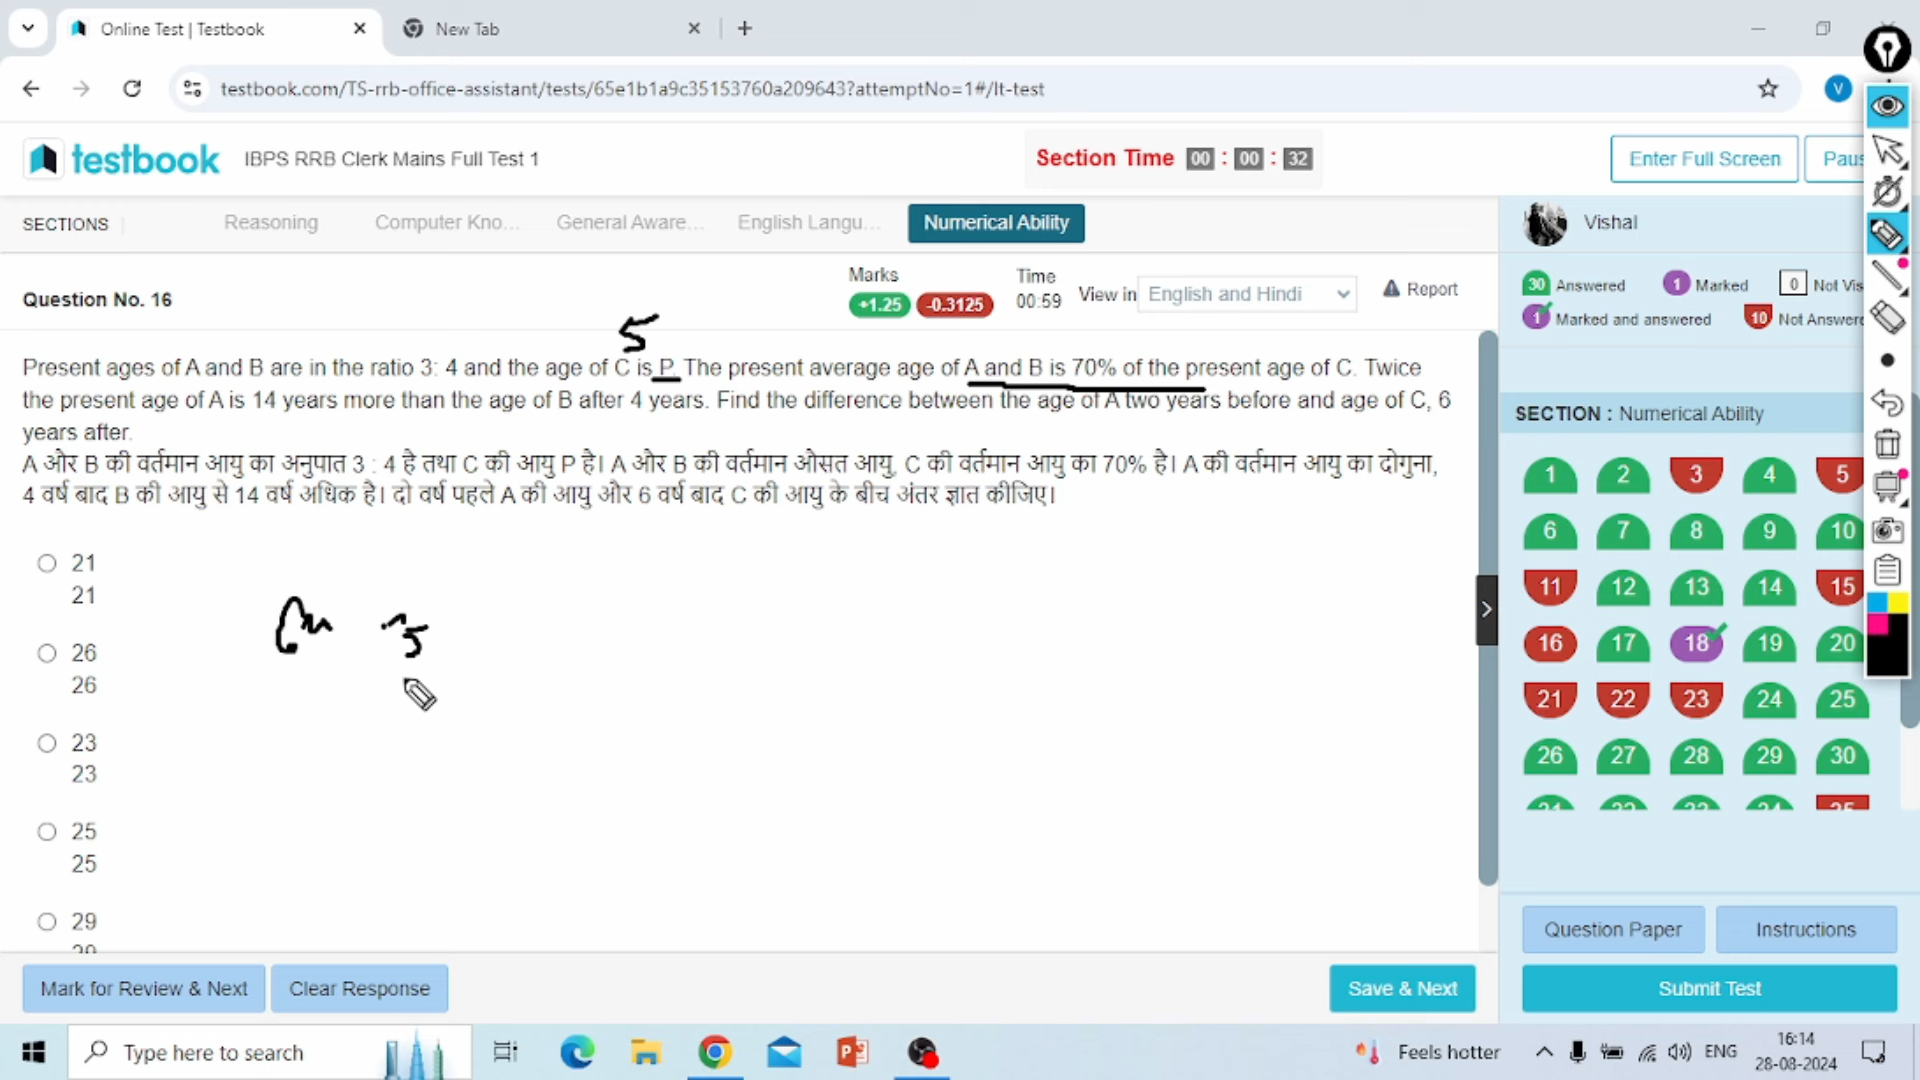 Online Test | Testbook
New Tab
testbook.com/TS-rrb-office-assistant/tests/65e1b1a9c35153760a209643?attemptNo=1#/lt-test
V
testbook
IBPS RRB Clerk Mains Full Test 1
Section Time 00 : 00 : 32
Enter Full Screen
Paus
SECTIONS
Reasoning
Computer Kno...
General Aware...
English Langu...
Numerical Ability
Vishal
Question No. 16
Marks
+1.25 -0.3125
Time
00:59
View in
English and Hindi
Report
30 Answered
1 Marked
0 Not Vis
1 Marked and answered
10 Not Answere
5
Present ages of A and B are in the ratio 3: 4 and the age of C is P. The present average age of A and B is 70% of the present age of C. Twice
the present age of A is 14 years more than the age of B after 4 years. Find the difference between the age of A two years before and age of C, 6
years after.
A और B की वर्तमान आयु का अनुपात 3 : 4 है तथा C की आयु P है। A और B की वर्तमान औसत आयु, C की वर्तमान आयु का 70% है। A की वर्तमान आयु का दोगुना,
4 वर्ष बाद B की आयु से 14 वर्ष अधिक है। दो वर्ष पहले A की आयु और 6 वर्ष बाद C की आयु के बीच अंतर ज्ञात कीजिए।
21
21
26
26
23
23
25
25
29
29
SECTION : Numerical Ability
1 2 3 4 5
6 7 8 9 10
11 12 13 14 15
16 17 18 19 20
21 22 23 24 25
26 27 28 29 30
31 32 33 34 35
Question Paper
Instructions
Mark for Review & Next
Clear Response
Save & Next
Submit Test
Type here to search
Feels hotter
ENG
16:14
28-08-2024